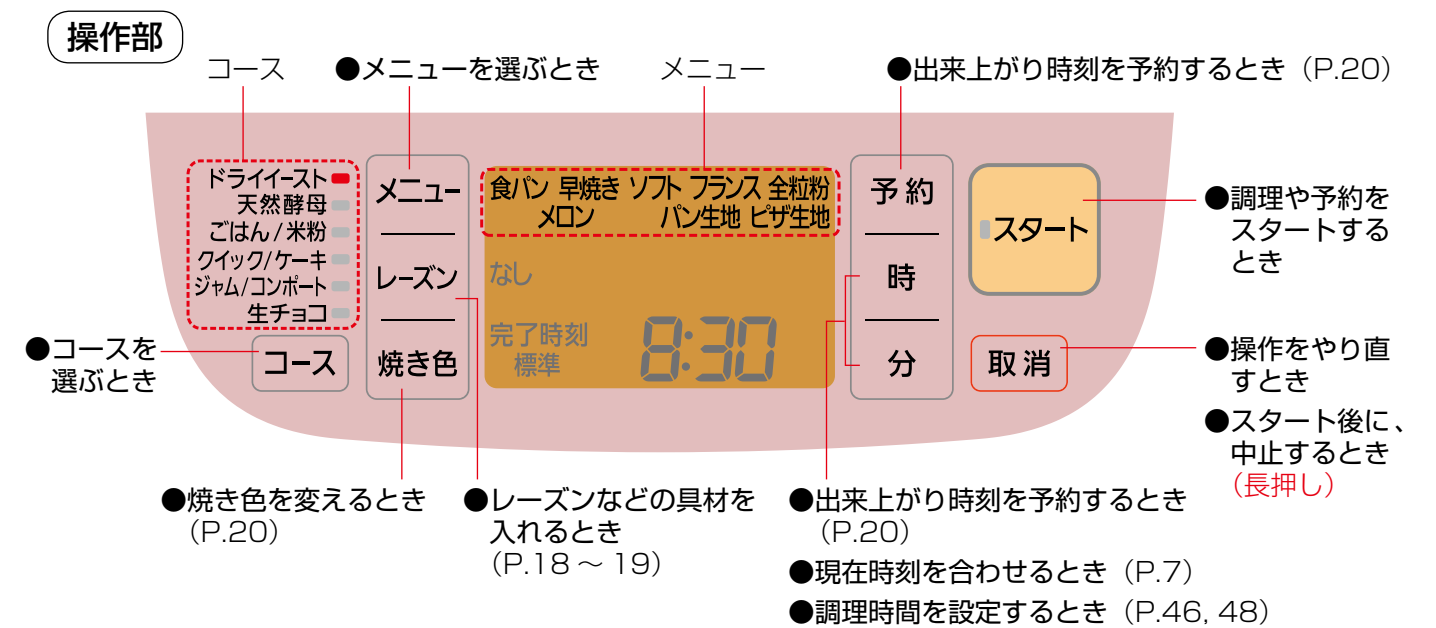 操作部
コース
●メニューを選ぶとき
メニュー
●出来上がり時刻を予約するとき（P.20）
ドライイースト
天然酵母
ごはん/米粉
クイック/ケーキ
ジャム/コンポート
生チョコ
コース
メニュー
レーズン
焼き色
食パン 早焼き ソフト フランス 全粒粉
メロン パン生地 ピザ生地
なし
完了時刻
標準
8:30
予約
時
分
スタート
取消
●コースを
選ぶとき
●調理や予約を
スタートする
とき
●操作をやり直
すとき
●スタート後に、
中止するとき
（長押し）
●焼き色を変えるとき
（P.20）
●レーズンなどの具材を
入れるとき
（P.18～19）
●出来上がり時刻を予約するとき
（P.20）
●現在時刻を合わせるとき（P.7）
●調理時間を設定するとき（P.46, 48）